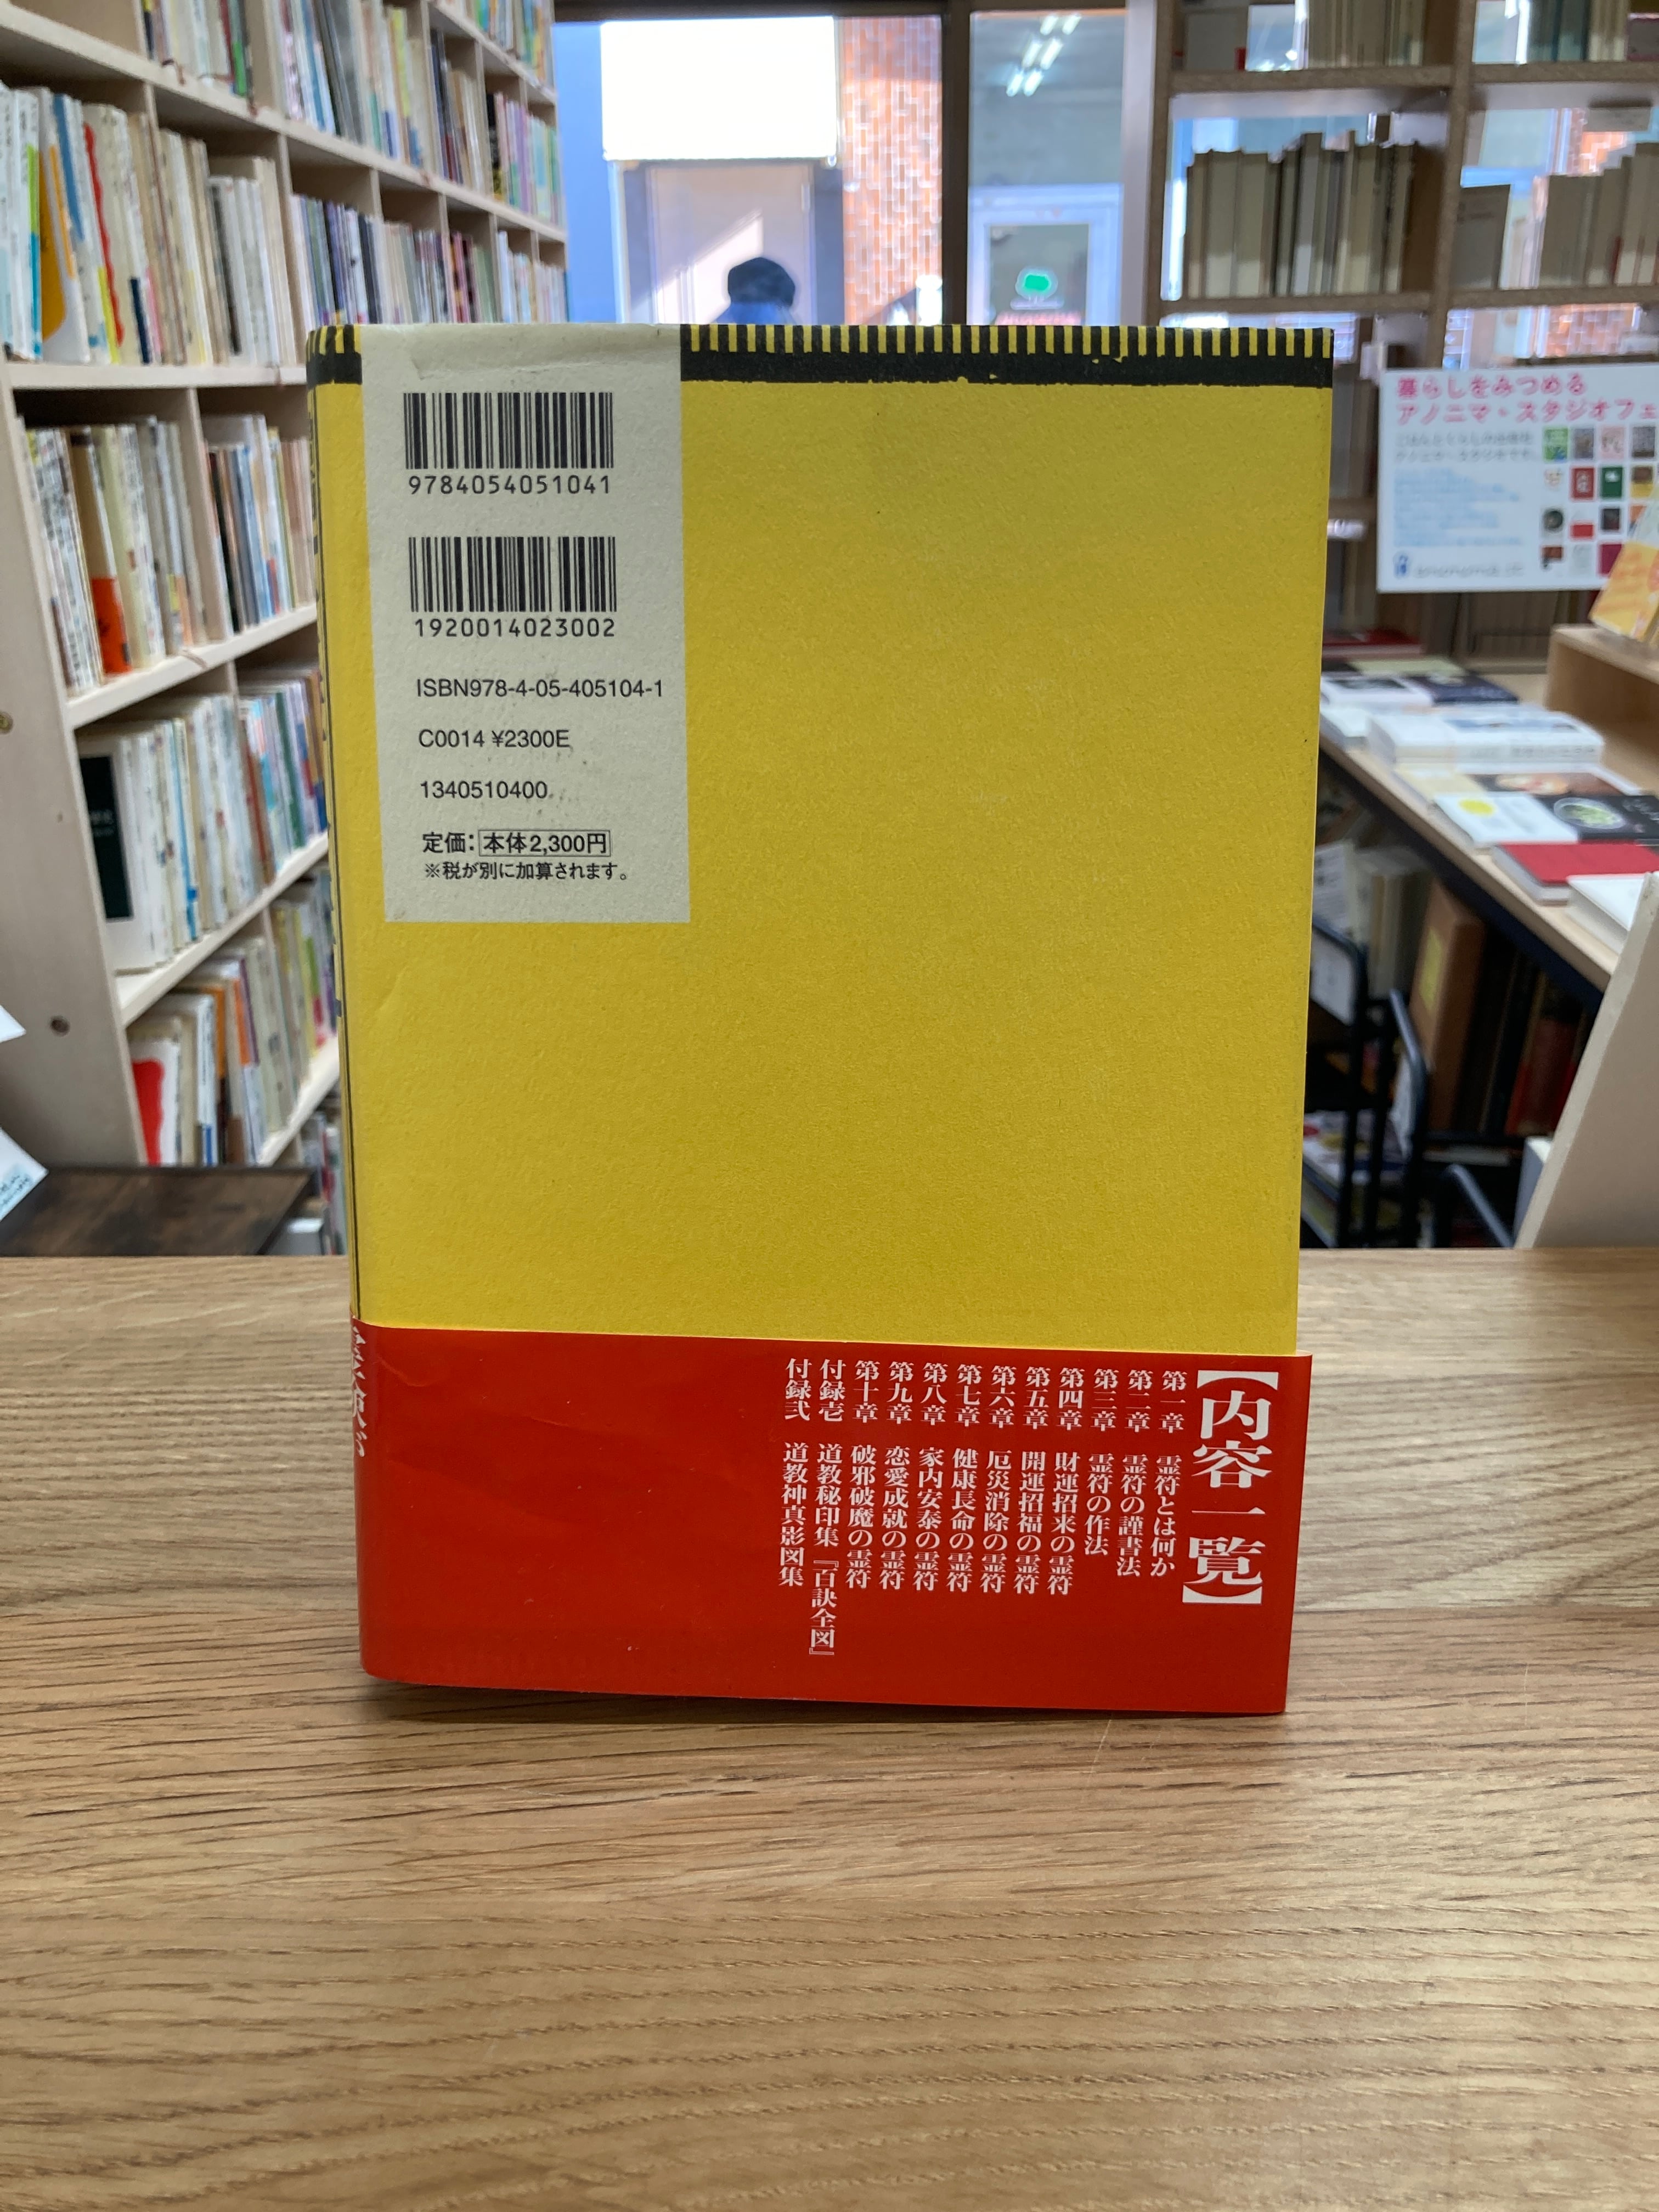 9784054051041
1920014023002
ISBN978-4-05-405104-1
C0014 ¥2300E
1340510400
定価：本体2,300円
※税が別に加算されます。
【内容一覧】
第一章 霊符とは何か
第二章 霊符の謹書法
第三章 霊符の作法
第四章 財運招来の霊符
第五章 開運招福の霊符
第六章 厄災消除の霊符
第七章 健康長命の霊符
第八章 家内安泰の霊符
第九章 恋愛成就の霊符
第十章 破邪破魔の霊符
付録壱 道教秘印集『百訣全図』
付録弐 道教神真影図集
暮らしをみつめる
アノニマ・スタジオフェ